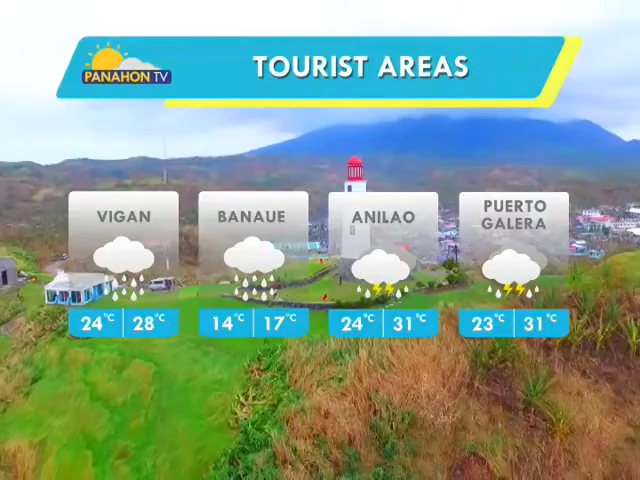 PANAHON TV
TOURIST AREAS
VIGAN
24°C 28°C
BANAUE
14°C 17°C
ANILAO
24°C 31°C
PUERTO
GALERA
23°C 31°C